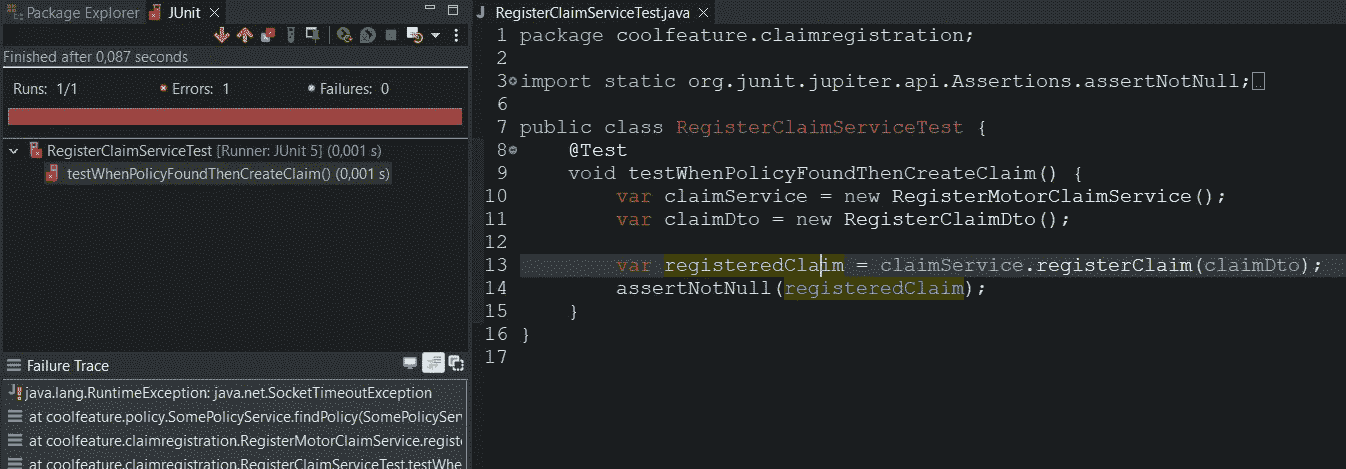 Package Explorer JUnit
Finished after 0,087 seconds
Runs: 1/1 Errors: 1 Failures: 0
RegisterClaimServiceTest [Runner: JUnit 5] (0,001 s)
testWhenPolicyFoundThenCreateClaim() (0,001 s)
Failure Trace
java.lang.RuntimeException: java.net.SocketTimeoutException
at coolfeature.policy.SomePolicyService.findPolicy(SomePolicySer
at coolfeature.claimregistration.RegisterMotorClaimService.registe
at coolfeature.claimregistration.RegisterClaimServiceTest.testWhe
RegisterClaimServiceTest.java
1 package coolfeature.claimregistration;
2
3 import static org.junit.jupiter.api.Assertions.assertNotNull;
6
7 public class RegisterClaimServiceTest {
8 @Test
9 void testWhenPolicyFoundThenCreateClaim() {
10 var claimService = new RegisterMotorClaimService();
11 var claimDto = new RegisterClaimDto();
12
13 var registeredClaim = claimService.registerClaim(claimDto);
14 assertNotNull(registeredClaim);
15 }
16 }
17